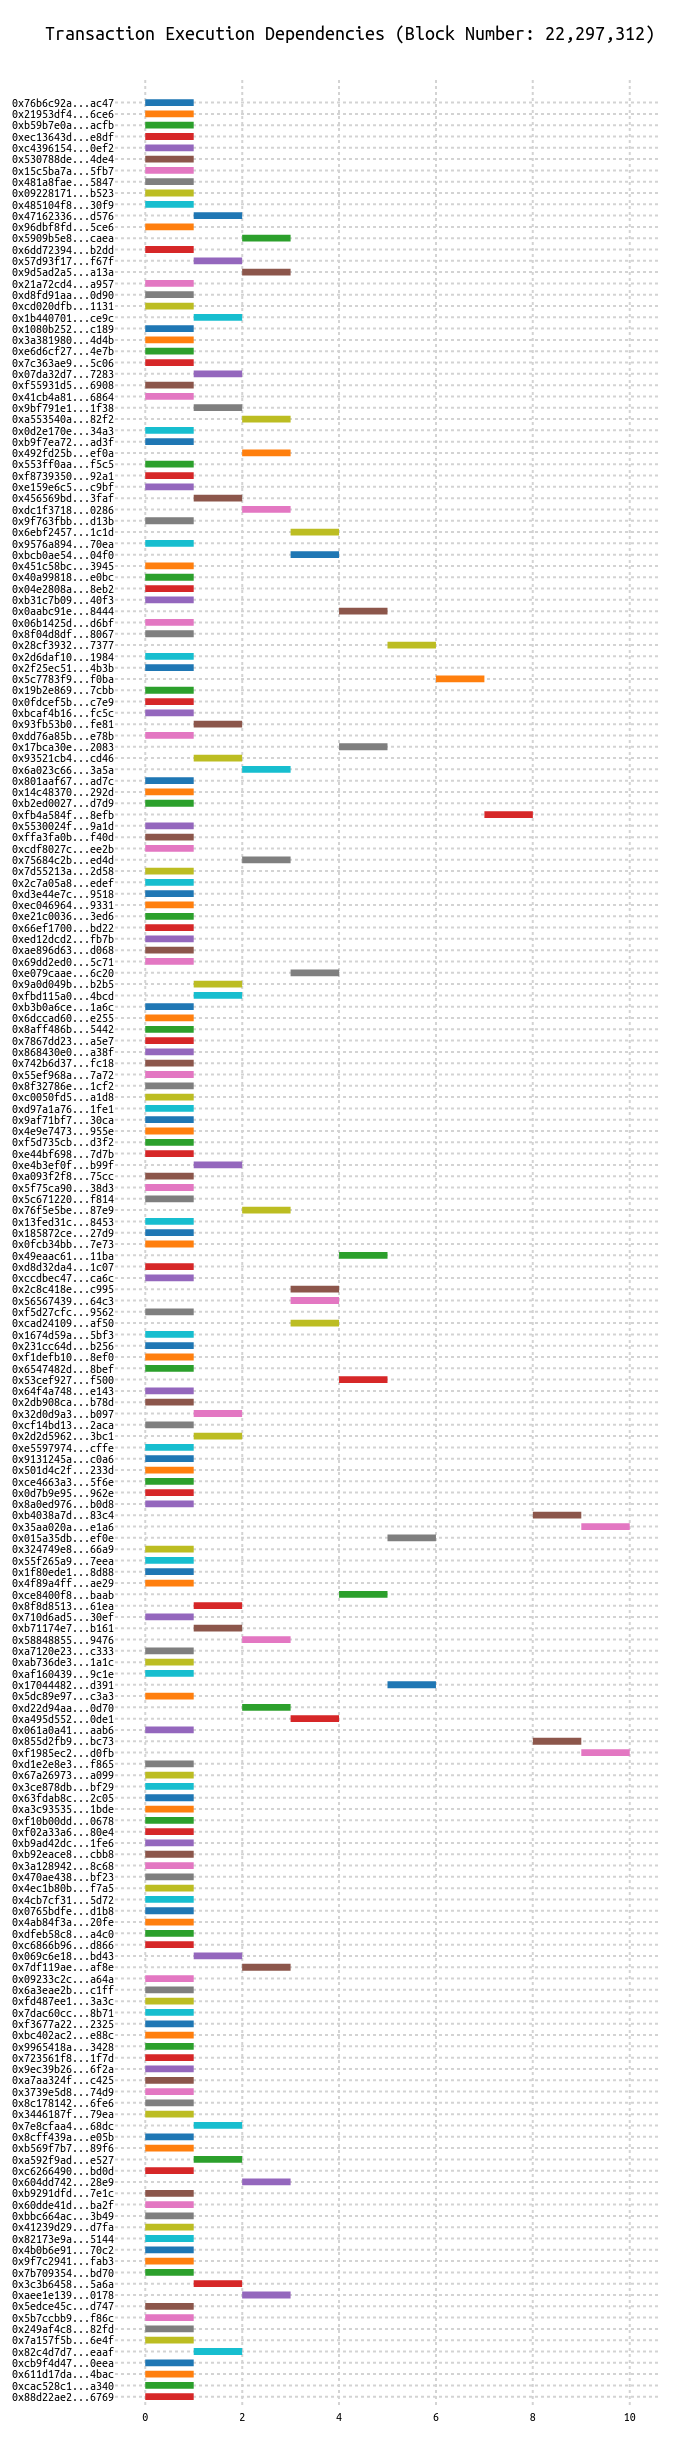 Transaction Execution Dependencies (Block Number: 22,297,312)
0x76b6c92a...ac47
0x21953df4...6ce6
0xb59b7e0a...acfb
0xec13643d...e8df
0xc4396154...0ef2
0x530788de...4de4
0x15c5ba7a...5fb7
0x481a8fae...5847
0x09228171...b523
0x485104f8...30f9
0x47162336...d576
0x96dbf8fd...5ce6
0x5909b5e8...caea
0x6dd72394...b2dd
0x57d93f17...f67f
0x9d5ad2a5...a13a
0x21a72cd4...a957
0xd8fd91aa...0d90
0xcd020dfb...1131
0x1b440701...ce9c
0x1080b252...c189
0x3a381980...4d4b
0xe6d6cf27...4e7b
0x7c363ae9...5c06
0x07da32d7...7283
0xf55931d5...6908
0x41cb4a81...6864
0x9bf791e1...1f38
0xa553540a...82f2
0x0d2e170e...34a3
0xb9f7ea72...ad3f
0x492fd25b...ef0a
0x553ff0aa...f5c5
0xf8739350...92a1
0xe159e6c5...c9bf
0x456569bd...3faf
0xdc1f3718...0286
0x9f763fbb...d13b
0x6ebf2457...1c1d
0x9576a894...70ea
0xbcb0ae54...04f0
0x451c58bc...3945
0x40a99818...e0bc
0x04e2808a...8eb2
0xb31c7b09...40f3
0x0aabc91e...8444
0x06b1425d...d6bf
0x8f04d8df...8067
0x28cf3932...7377
0x2d6daf10...1984
0x2f25ec51...4b3b
0x5c7783f9...f0ba
0x19b2e869...7cbb
0x0fdcef5b...c7e9
0xbcaf4b16...fc5c
0x93fb53b0...fe81
0xdd76a85b...e78b
0x17bca30e...2083
0x93521cb4...cd46
0x6a023c66...3a5a
0x801aaf67...ad7c
0x14c48370...292d
0xb2ed0027...d7d9
0xfb4a584f...8efb
0x5530024f...9a1d
0xffa3fa0b...f40d
0xcdf8027c...ee2b
0x75684c2b...ed4d
0x7d55213a...2d58
0x2c7a05a8...edef
0xd3e44e7c...9518
0xec046964...9331
0xe21c0036...3ed6
0x66ef1700...bd22
0xed12dcd2...fb7b
0xae896d63...d068
0x69dd2ed0...5c71
0xe079caae...6c20
0x9a0d049b...b2b5
0xfbd115a0...4bcd
0xb3b0a6ce...1a6c
0x6dccad60...e255
0x8aff486b...5442
0x7867dd23...a5e7
0x868430e0...a38f
0x742b6d37...fc18
0x55ef968a...7a72
0x8f32786e...1cf2
0xc0050fd5...a1d8
0xd97a1a76...1fe1
0x9af71bf7...30ca
0x4e9e7473...955e
0xf5d735cb...d3f2
0xe44bf698...7d7b
0xe4b3ef0f...b99f
0xa093f2f8...75cc
0x5f75ca90...38d3
0x5c671220...f814
0x76f5e5be...87e9
0x13fed31c...8453
0x185872ce...27d9
0x0fcb34bb...7e73
0x49eaac61...11ba
0xd8d32da4...1c07
0xccdbec47...ca6c
0x2c8c418e...c995
0x56567439...64c3
0xf5d27cfc...9562
0xcad24109...af50
0x1674d59a...5bf3
0x231cc64d...b256
0xf1defb10...8ef0
0x6547482d...8bef
0x53cef927...f500
0x64f4a748...e143
0x2db908ca...b78d
0x32d0d9a3...b097
0xcf14bd13...2aca
0x2d2d5962...3bc1
0xe5597974...cffe
0x9131245a...c0a6
0x501d4c2f...233d
0xce4663a3...5f6e
0x0d7b9e95...962e
0x8a0ed976...b0d8
0xb4038a7d...83c4
0x35aa020a...e1a6
0x015a35db...ef0e
0x324749e8...66a9
0x55f265a9...7eea
0x1f80ede1...8d88
0x4f89a4ff...ae29
0xce8400f8...baab
0x8f8d8513...61ea
0x710d6ad5...30ef
0xb71174e7...b161
0x58848855...9476
0xa7120e23...c333
0xab736de3...1a1c
0xaf160439...9c1e
0x17044482...d391
0x5dc89e97...c3a3
0xd22d94aa...0d70
0xa495d552...0de1
0x061a0a41...aab6
0x855d2fb9...bc73
0xf1985ec2...d0fb
0xd1e2e8e3...f865
0x67a26973...a099
0x3ce878db...bf29
0x63fdab8c...2c05
0xa3c93535...1bde
0xf10b00dd...0678
0xf02a33a6...80e4
0xb9ad42dc...1fe6
0xb92eace8...cbb8
0x3a128942...8c68
0x470ae438...bf23
0x4ec1b80b...f7a5
0x4cb7cf31...5d72
0x0765bdfe...d1b8
0x4ab84f3a...20fe
0xdfeb58c8...a4c0
0xc6866b96...d866
0x069c6e18...bd43
0x7df119ae...af8e
0x09233c2c...a64a
0x6a3eae2b...c1ff
0xfd487ee1...3a3c
0x7dac60cc...8b71
0xf3677a22...2325
0xbc402ac2...e88c
0x9965418a...3428
0x723561f8...1f7d
0x9ec39b26...6f2a
0xa7aa324f...c425
0x3739e5d8...74d9
0x8c178142...6fe6
0x3446187f...79ea
0x7e8cfaa4...68dc
0x8cff439a...e05b
0xb569f7b7...89f6
0xa592f9ad...e527
0xc6266490...bd0d
0x604dd742...28e9
0xb9291dfd...7e1c
0x60dde41d...ba2f
0xbbc664ac...3b49
0x41239d29...d7fa
0x82173e9a...5144
0x4b0b6e91...70c2
0x9f7c2941...fab3
0x7b709354...bd70
0x3c3b6458...5a6a
0xaee1e139...0178
0x5edce45c...d747
0x5b7ccbb9...f86c
0x249af4c8...82fd
0x7a157f5b...6e4f
0x82c4d7d7...eaaf
0xcb9f4d47...0eea
0x611d17da...4bac
0xcac528c1...a340
0x88d22ae2...6769
0 2 4 6 8 10